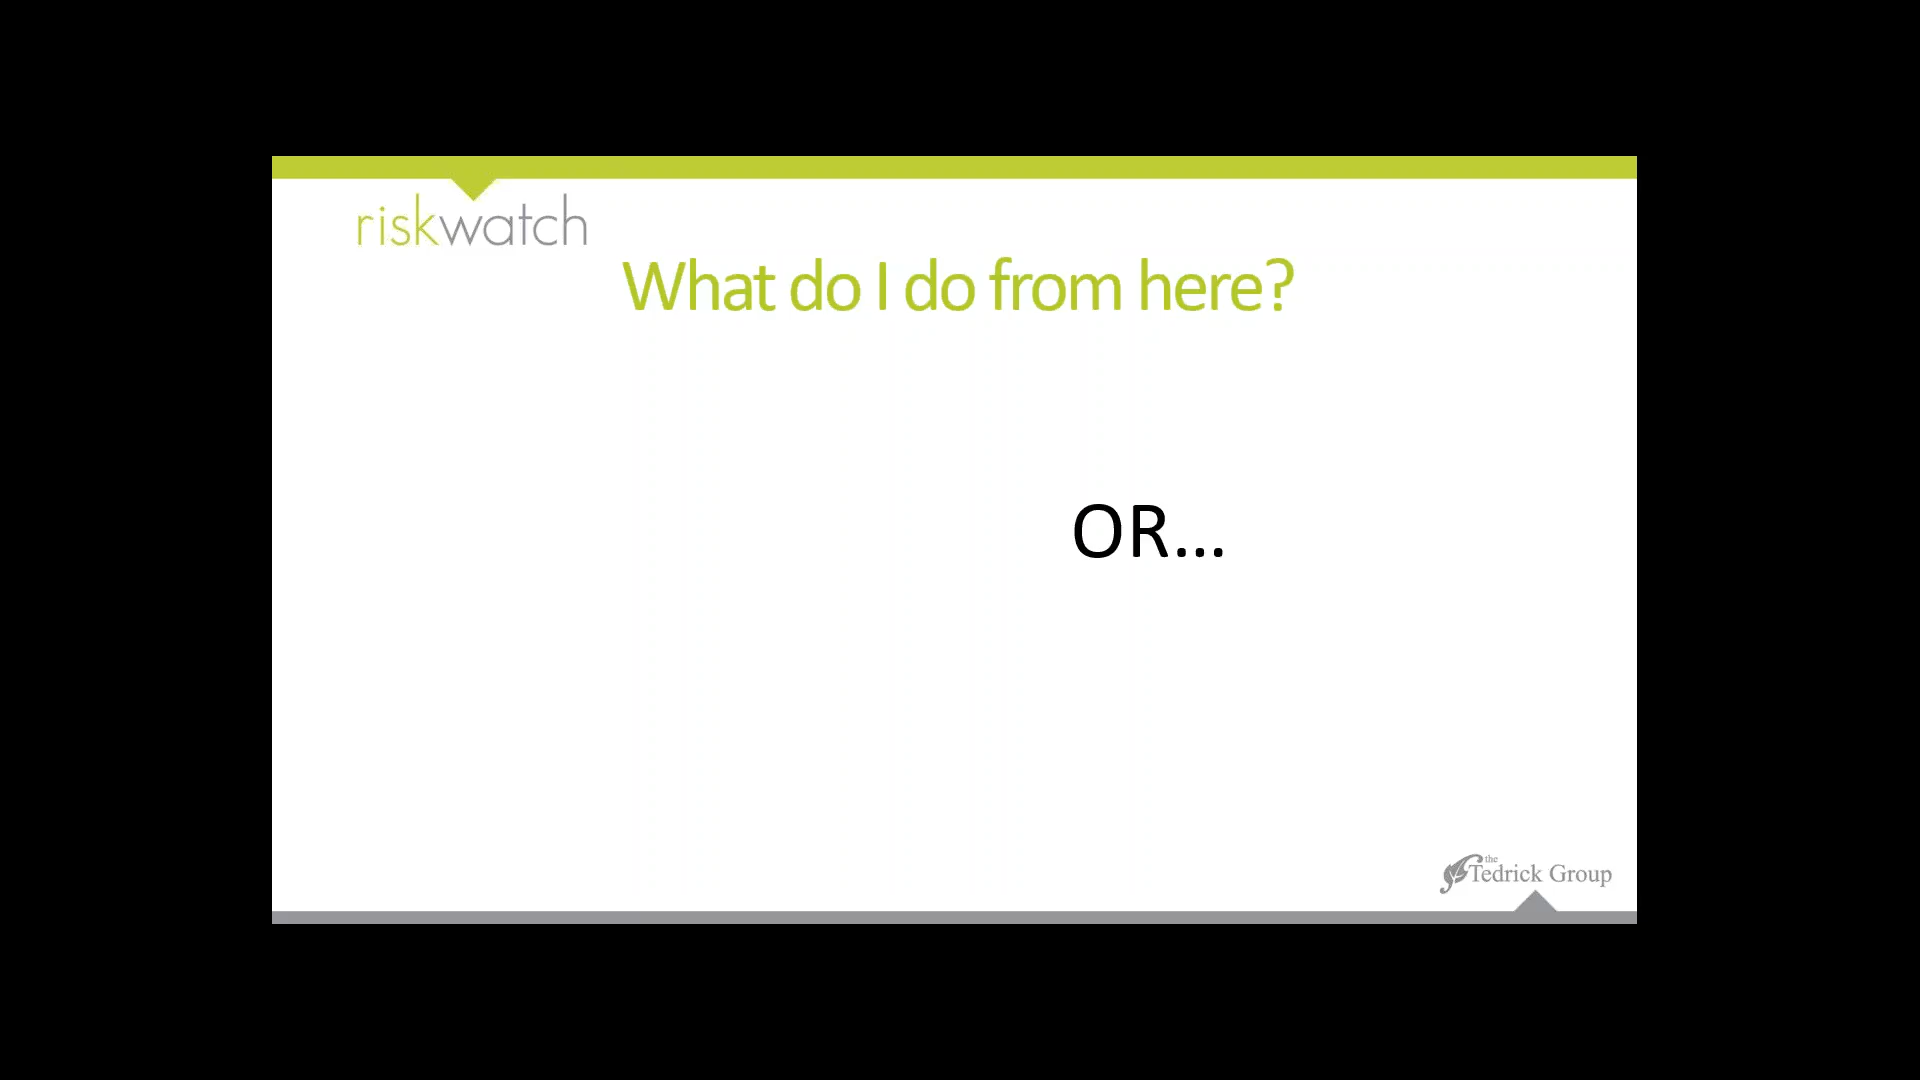 riskwatch
What do I do from here?
OR...
the
Tedrick Group